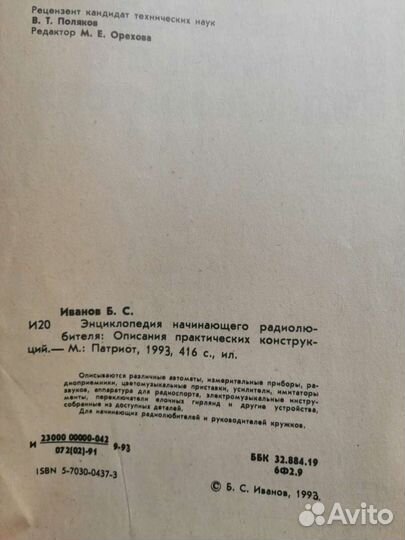 Рецензент кандидат технических наук
В. Т. Поляков
Редактор М. Е. Орехова
Иванов Б. С.
И20 Энциклопедия начинающего радиолю-
бителя: Описания практических конструк-
ций.— М.: Патриот, 1993, 416 с., ил.
Описываются различные автоматы, измерительные приборы, ра-
диоприемники, цветомузыкальные приставки, усилители, имитаторы
звуков, аппаратура для радиоспорта, электромузыкальные инстру-
менты, переключатели елочных гирлянд и другие устройства,
собранные из доступных деталей.
Для начинающих радиолюбителей и руководителей кружков.
И 23000 00000-042 9-93
072(02)-91
ББК 32.884.19
6Ф2.9
ISBN 5-7030-0437-3
© Б. С. Иванов, 1993.
Avito